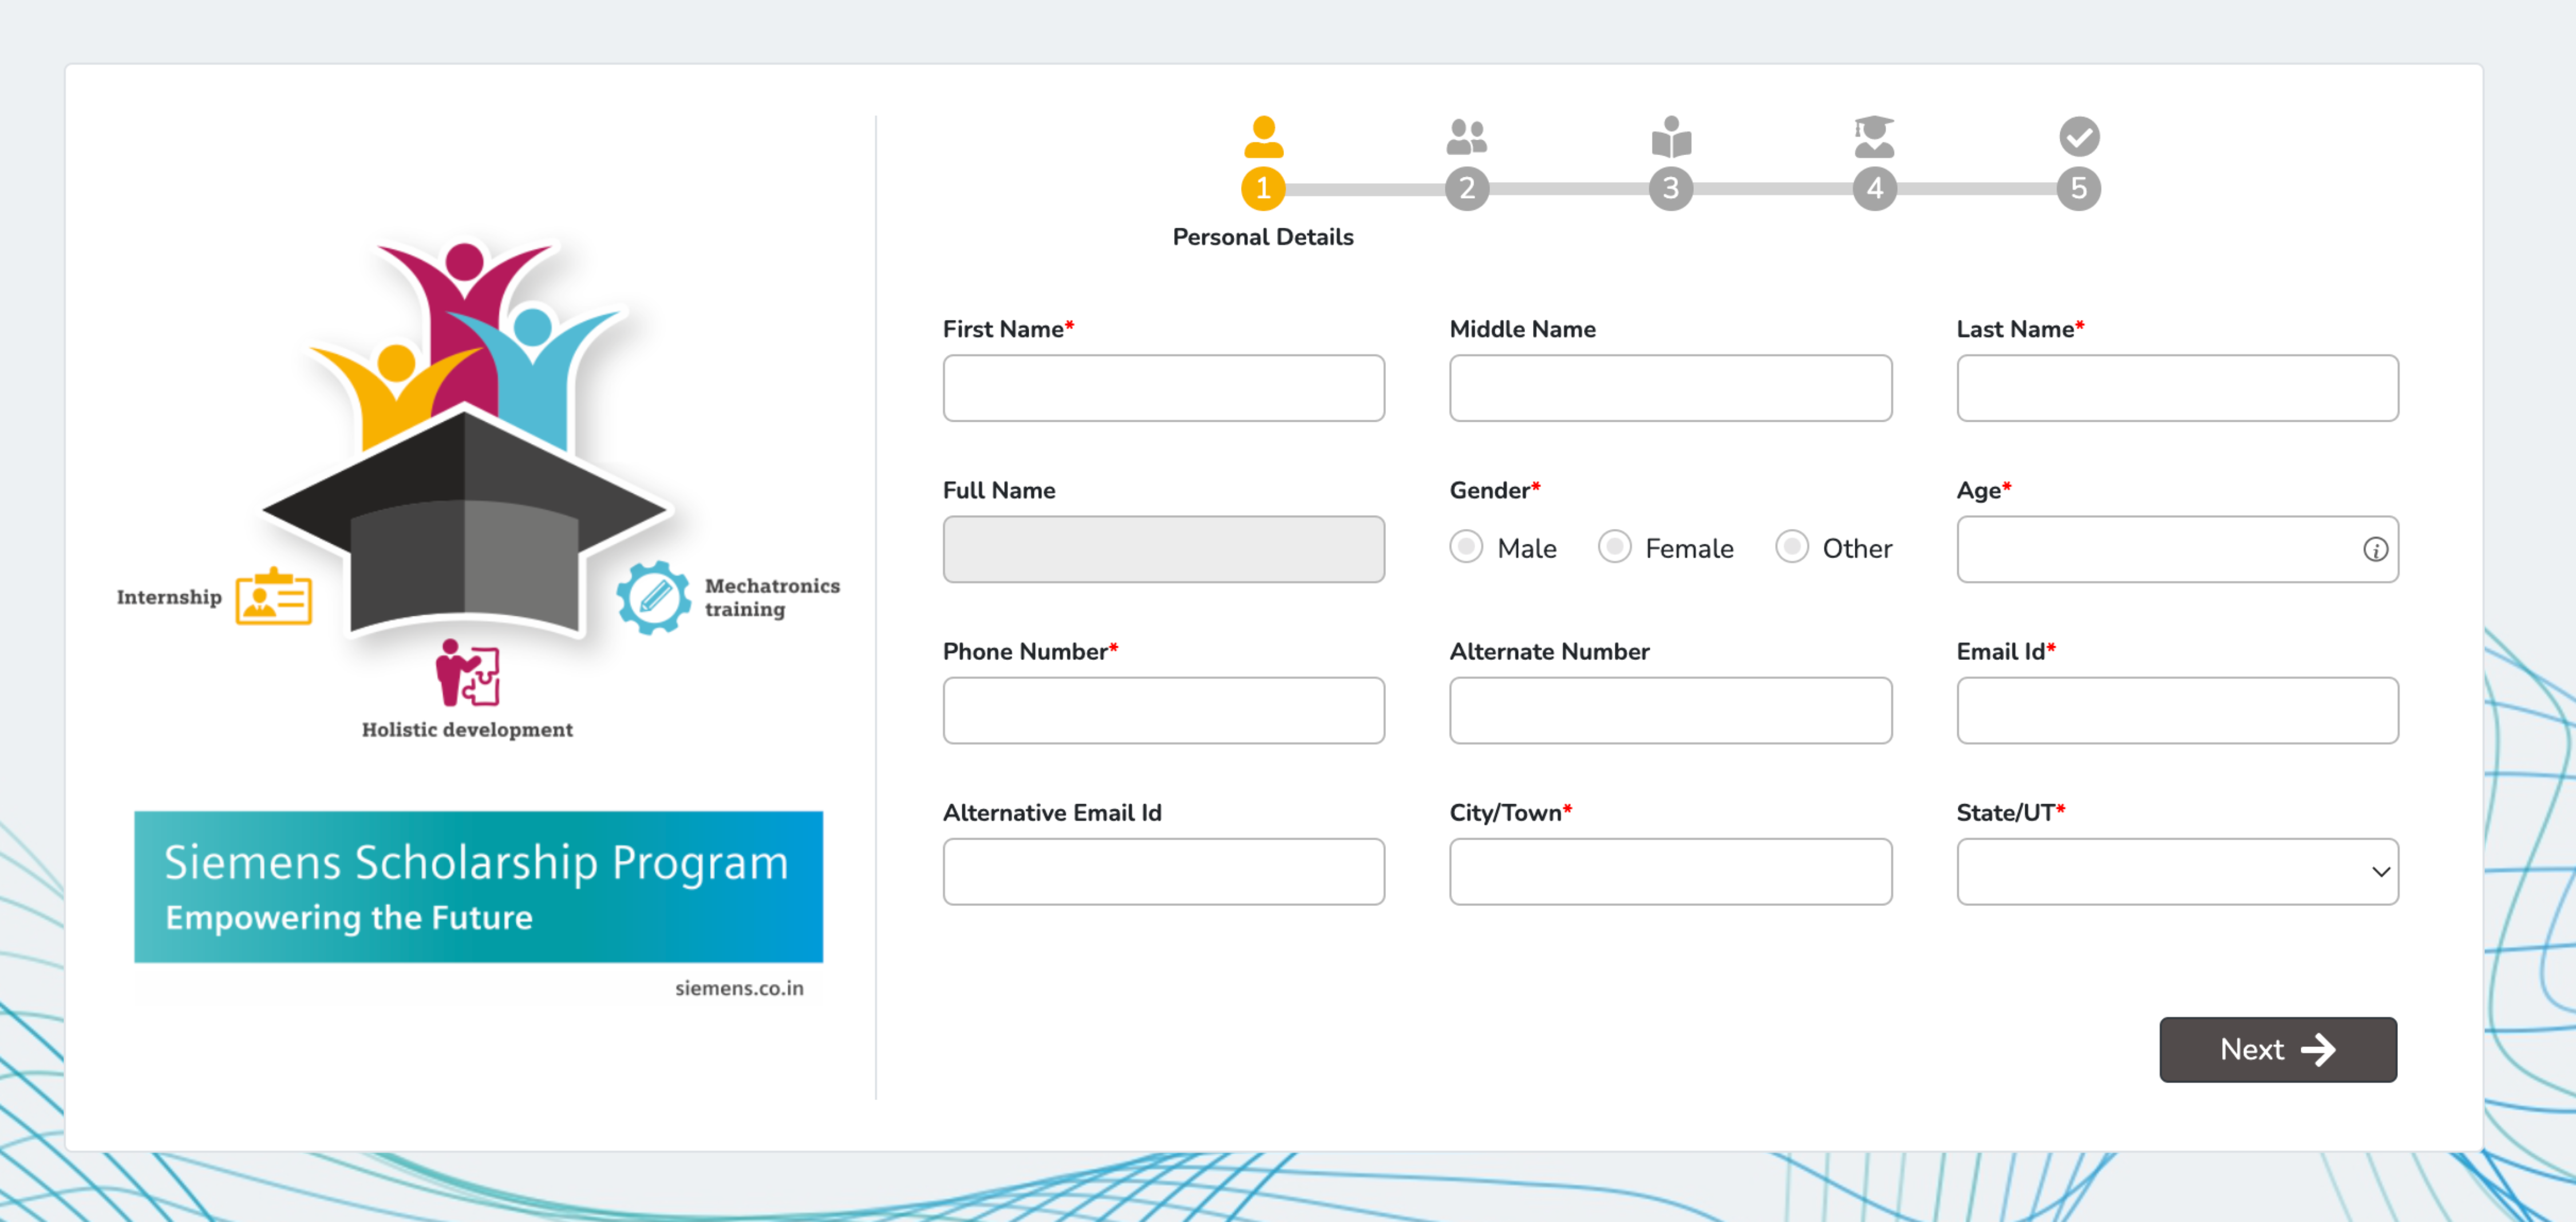 1 2 3 4 5
Personal Details
First Name* Middle Name Last Name*
Full Name Gender* Age*
Male Female Other
Phone Number* Alternate Number Email Id*
Alternative Email Id City/Town* State/UT*
Next
Internship
Mechatronics
training
Holistic development
Siemens Scholarship Program
Empowering the Future
siemens.co.in